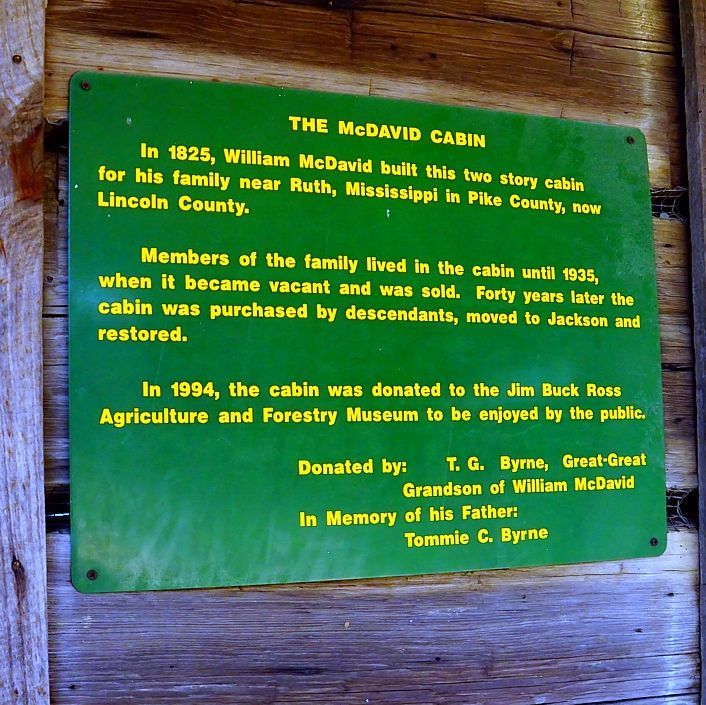 THE McDAVID CABIN
In 1825, William McDavid built this two story cabin
for his family near Ruth, Mississippi in Pike County, now
Lincoln County.
Members of the family lived in the cabin until 1935,
when it became vacant and was sold. Forty years later the
cabin was purchased by descendants, moved to Jackson and
restored.
In 1994, the cabin was donated to the Jim Buck Ross
Agriculture and Forestry Museum to be enjoyed by the public.
Donated by: T. G. Byrne, Great-Great
Grandson of William McDavid
In Memory of his Father:
Tommie C. Byrne